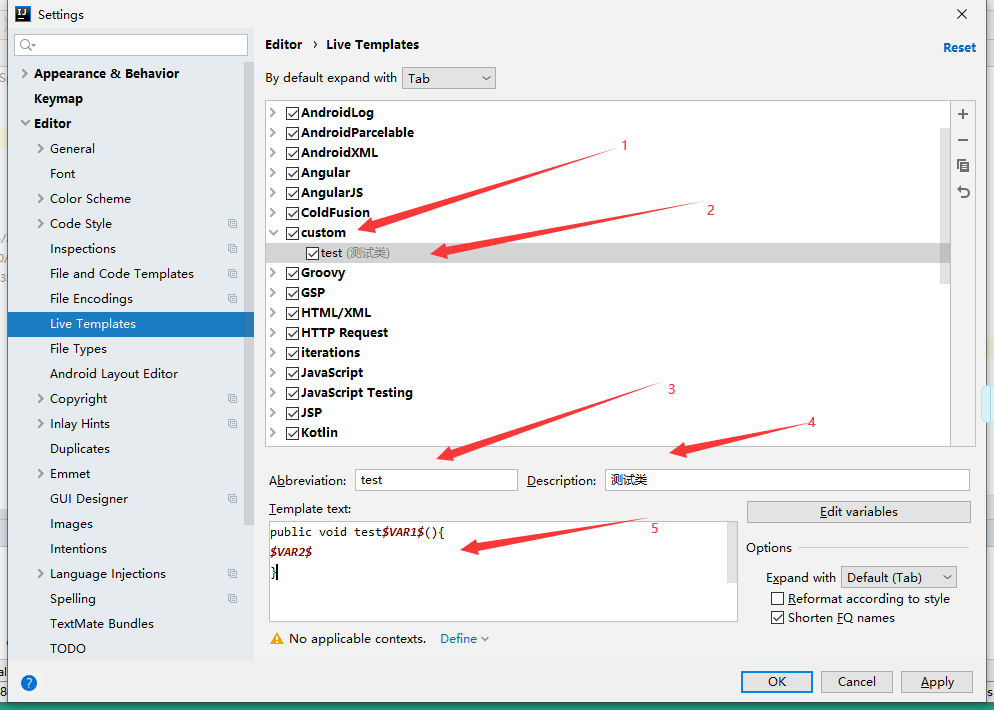 Settings
Editor › Live Templates
Reset
By default expand with Tab
Appearance & Behavior
Keymap
Editor
General
Font
Color Scheme
Code Style
Inspections
File and Code Templates
File Encodings
Live Templates
File Types
Android Layout Editor
Copyright
Inlay Hints
Duplicates
Emmet
GUI Designer
Images
Intentions
Language Injections
Spelling
TextMate Bundles
TODO
AndroidLog
AndroidParcelable
AndroidXML
Angular
AngularJS
ColdFusion
custom
test (测试类)
Groovy
GSP
HTML/XML
HTTP Request
iterations
JavaScript
JavaScript Testing
JSP
Kotlin
1
2
3
4
5
Abbreviation: test
Description: 测试类
Template text:
public void test$VAR1$(){
$VAR2$
}
Edit variables
Options
Expand with Default (Tab)
Reformat according to style
Shorten FQ names
No applicable contexts. Define
?
OK
Cancel
Apply